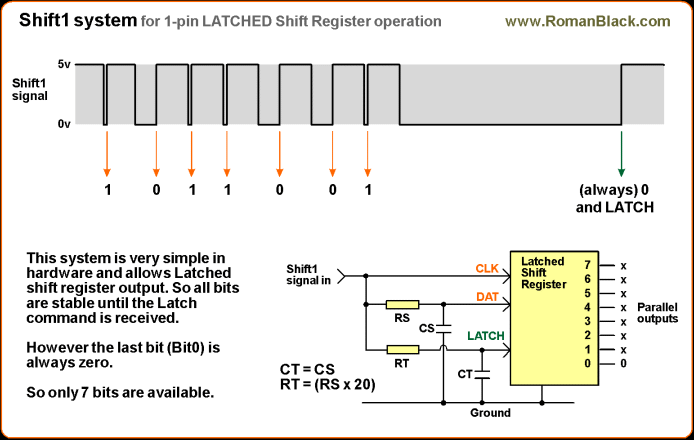 Shift1 system for 1-pin LATCHED Shift Register operation
www.RomanBlack.com
5v
Shift1
signal
0v
1 0 1 1 0 0 1
(always) 0
and LATCH
This system is very simple in
hardware and allows Latched
shift register output. So all bits
are stable until the Latch
command is received.
However the last bit (Bit0) is
always zero.
So only 7 bits are available.
Shift1
signal in
CLK
RS
DAT
CS
LATCH
RT
CT
CT = CS
RT = (RS x 20)
Ground
Latched
Shift
Register
7 x
6 x
5 x
4 x
3 x
2 x
1 x
0 0
Parallel
outputs